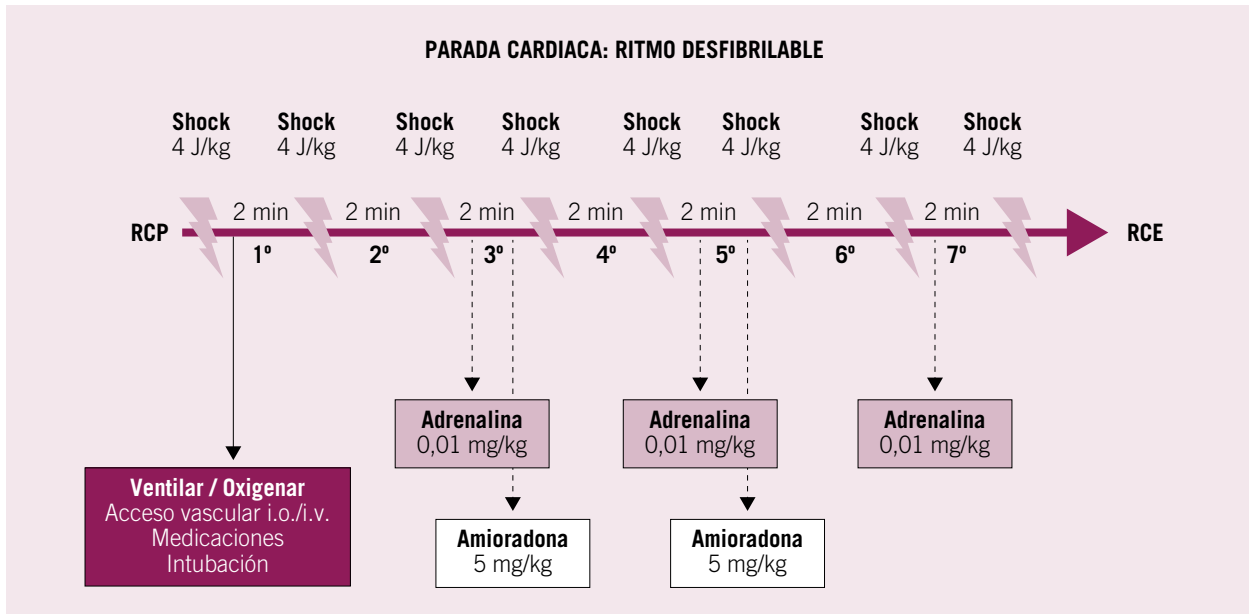 PARADA CARDIACA: RITMO DESFIBRILABLE
Shock
4 J/kg
Shock
4 J/kg
Shock
4 J/kg
Shock
4 J/kg
Shock
4 J/kg
Shock
4 J/kg
Shock
4 J/kg
Shock
4 J/kg
RCP
2 min
2 min
2 min
2 min
2 min
2 min
2 min
RCE
1º
2º
3º
4º
5º
6º
7º
Adrenalina
0,01 mg/kg
Adrenalina
0,01 mg/kg
Adrenalina
0,01 mg/kg
Ventilar / Oxigenar
Acceso vascular i.o./i.v.
Medicaciones
Intubación
Amioradona
5 mg/kg
Amioradona
5 mg/kg